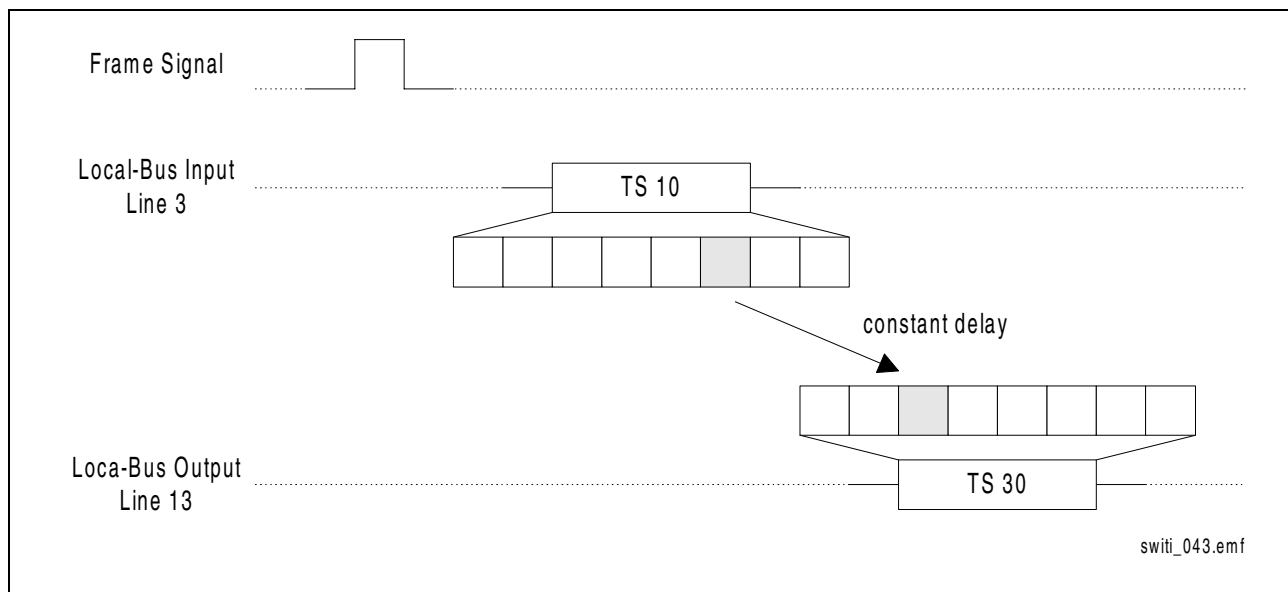 Frame Signal
Local-Bus Input
Line 3
TS 10
constant delay
Loca-Bus Output
Line 13
TS 30
switi_043.emf